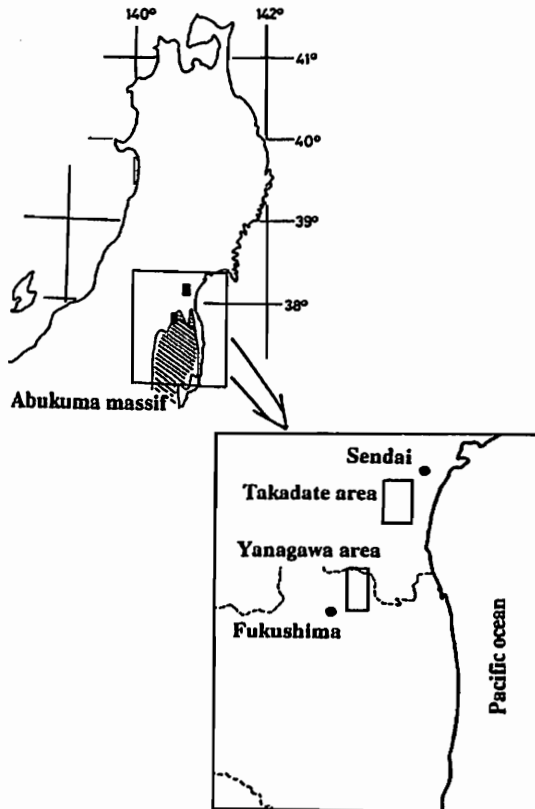 140° 142°
41°
40°
39°
38°
Abukuma massif
Sendai
Takadate area
Yanagawa area
Fukushima
Pacific ocean